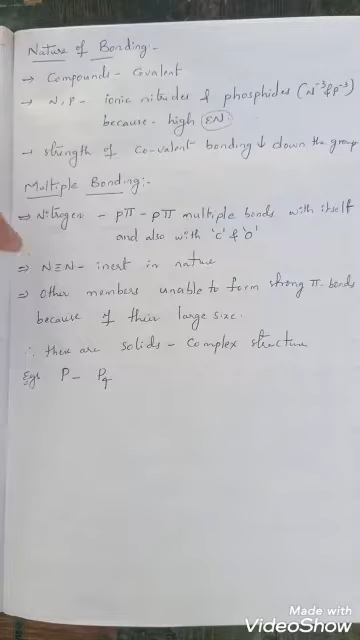 Nature of Bonding:-
→ Compounds - Covalent
→ N, P - ionic nitrides & phosphides (N⁻³ & P⁻³)
because - high EN.
→ strength of Co-valent bonding ↓ down the group
Multiple Bonding:-
⇒ Nitrogen - pπ - pπ multiple bonds with itself
and also with 'c' & 'o'
⇒ N≡N - inert in nature
⇒ Other members unable to form strong π-bonds
because of their large size.
∴ there are solids - Complex structure
Eg:- P - P4
Made with
VideoShow